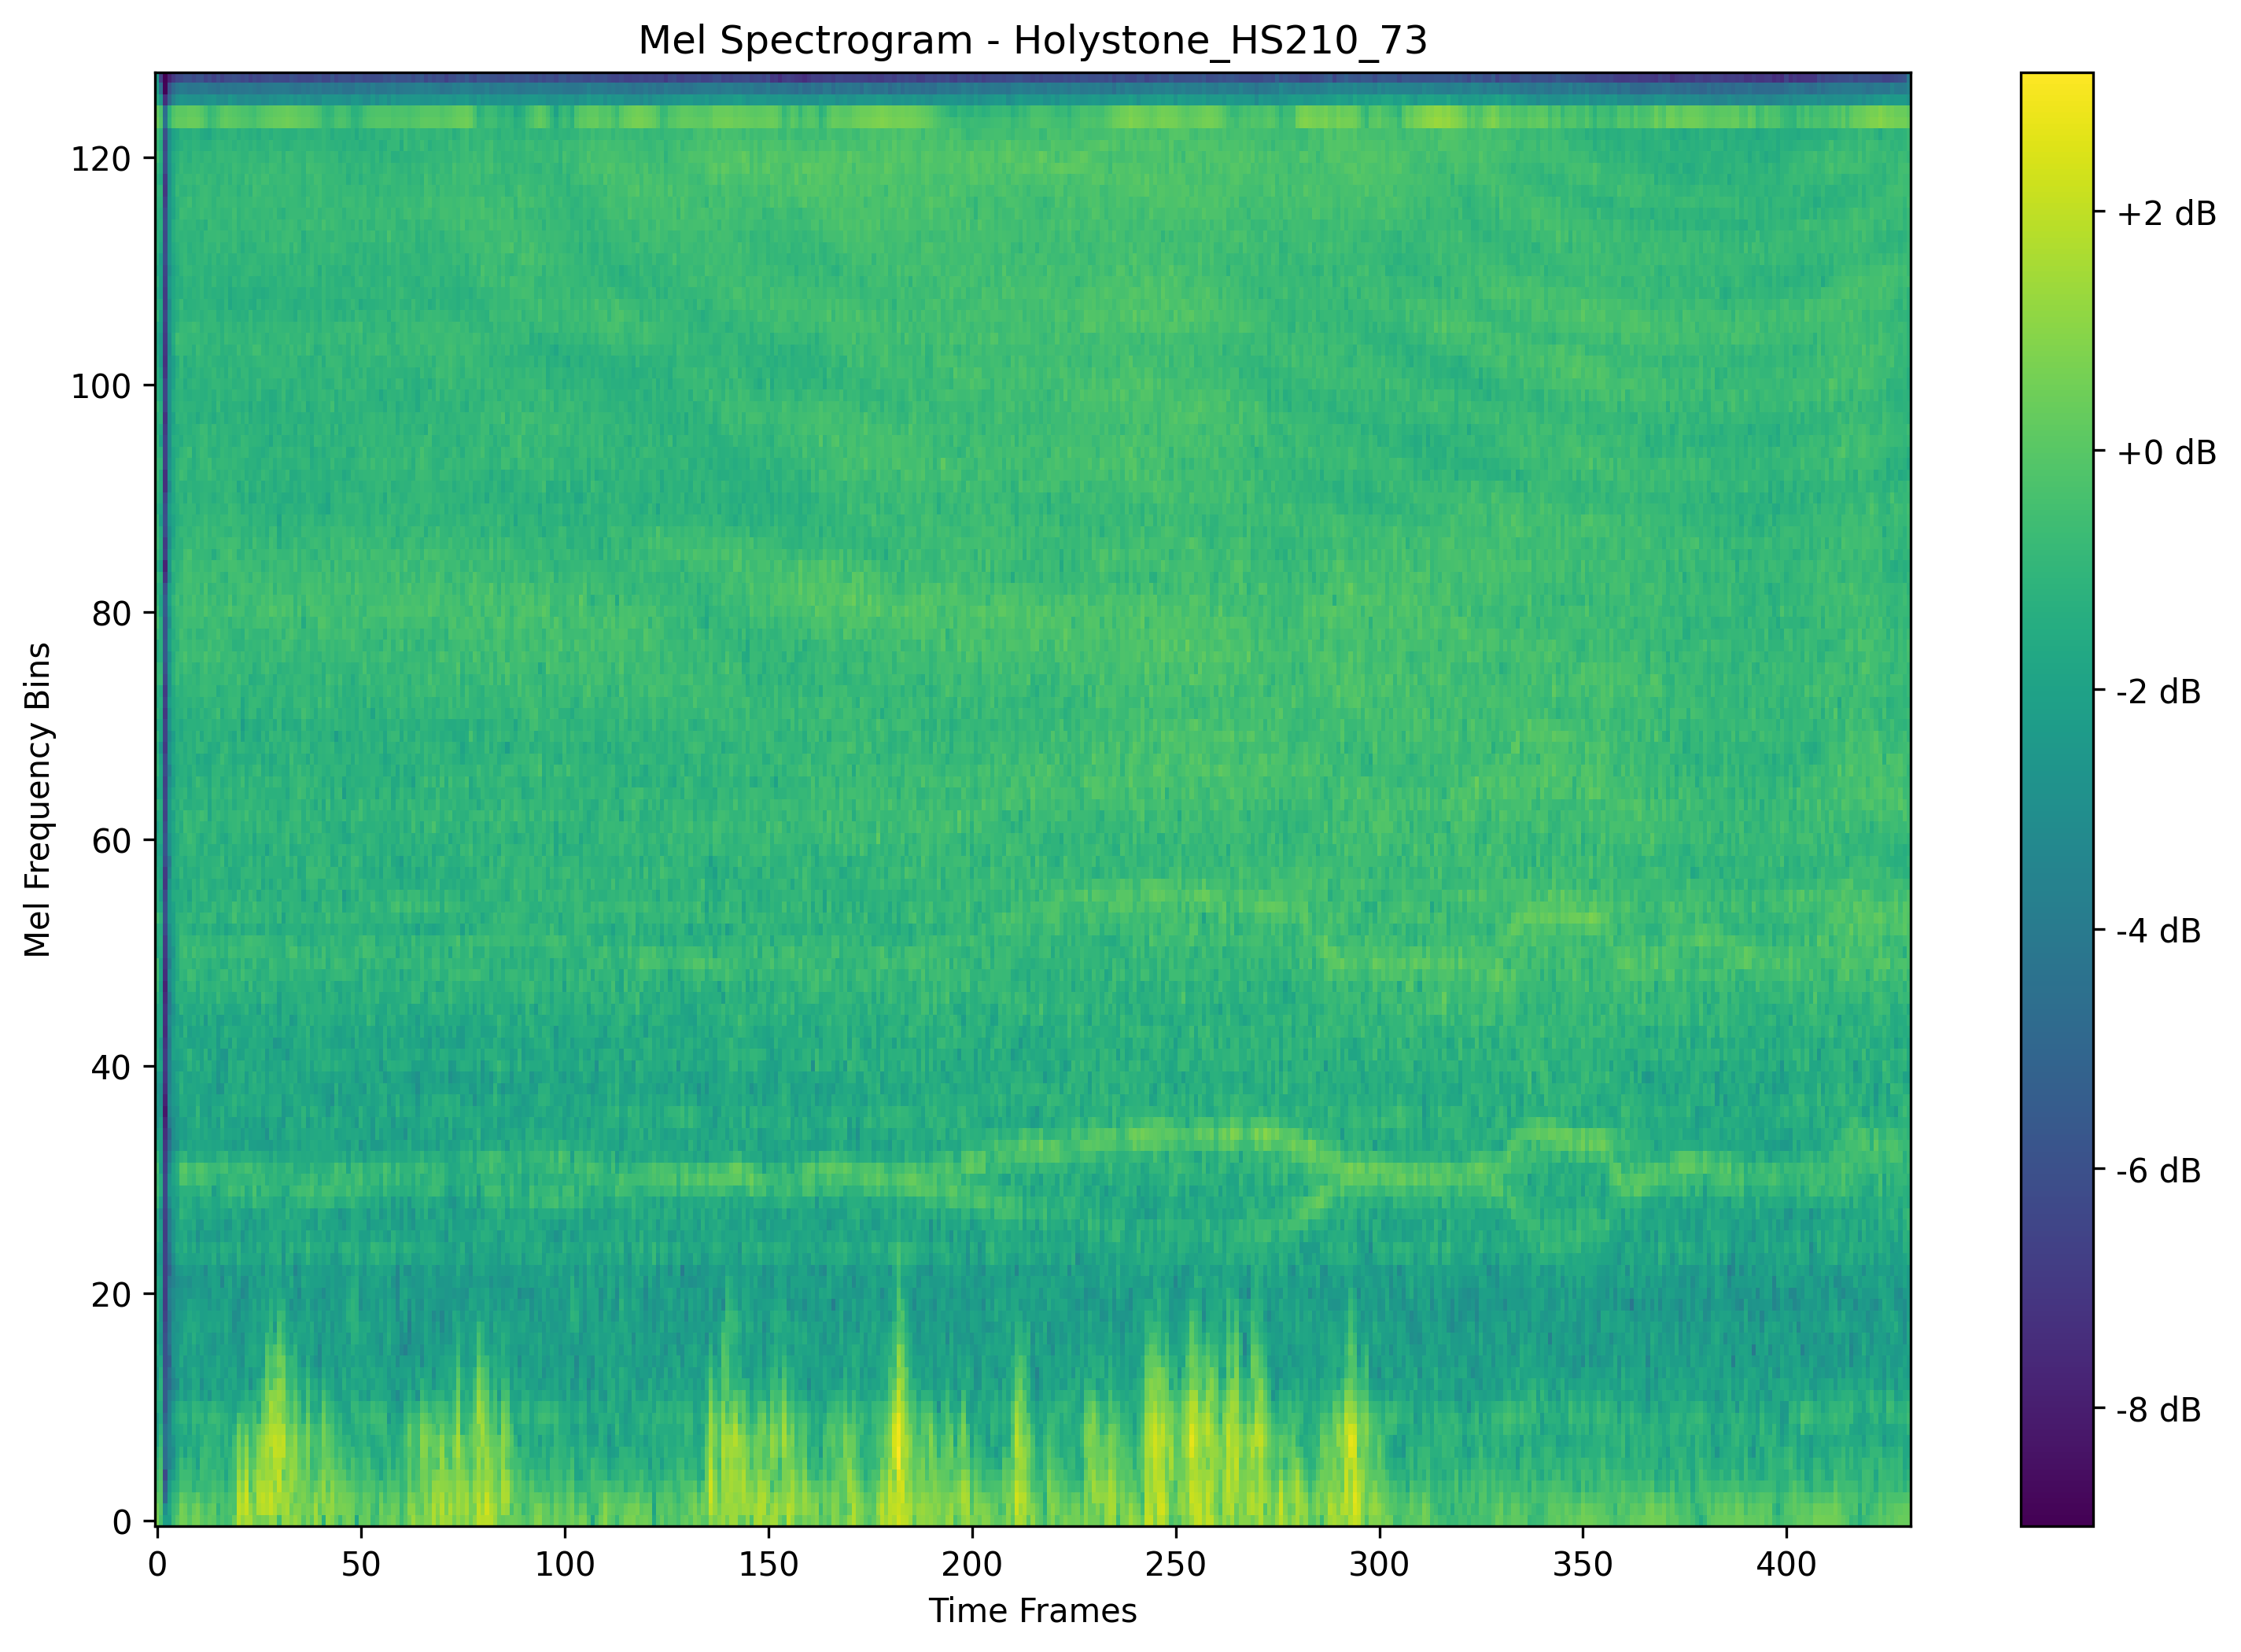 Mel Spectrogram - Holystone_HS210_73
Mel Frequency Bins
120
100
80
60
40
20
0
0 50 100 150 200 250 300 350 400
Time Frames
+2 dB
+0 dB
-2 dB
-4 dB
-6 dB
-8 dB